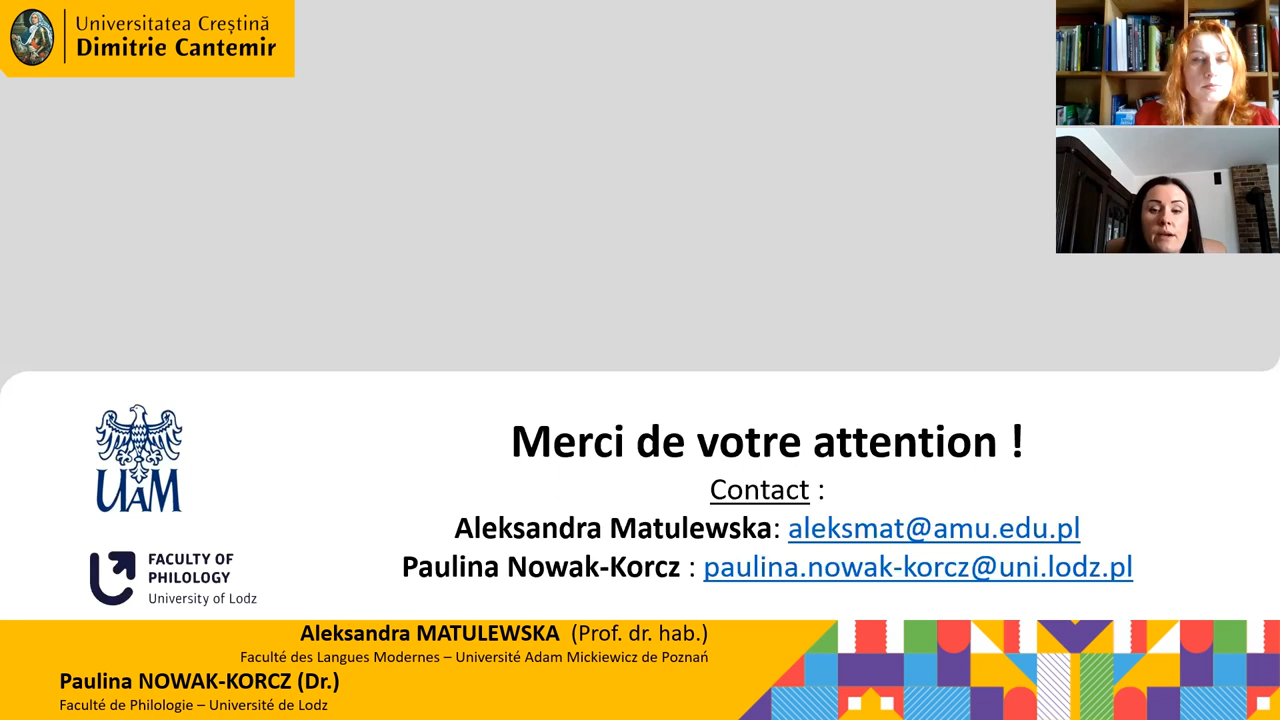 Universitatea Creștină
Dimitrie Cantemir
UAM
Merci de votre attention !
Contact :
Aleksandra Matulewska: aleksmat@amu.edu.pl
Paulina Nowak-Korcz : paulina.nowak-korcz@uni.lodz.pl
FACULTY OF
PHILOLOGY
University of Lodz
Aleksandra MATULEWSKA (Prof. dr. hab.)
Faculté des Langues Modernes – Université Adam Mickiewicz de Poznań
Paulina NOWAK-KORCZ (Dr.)
Faculté de Philologie – Université de Lodz